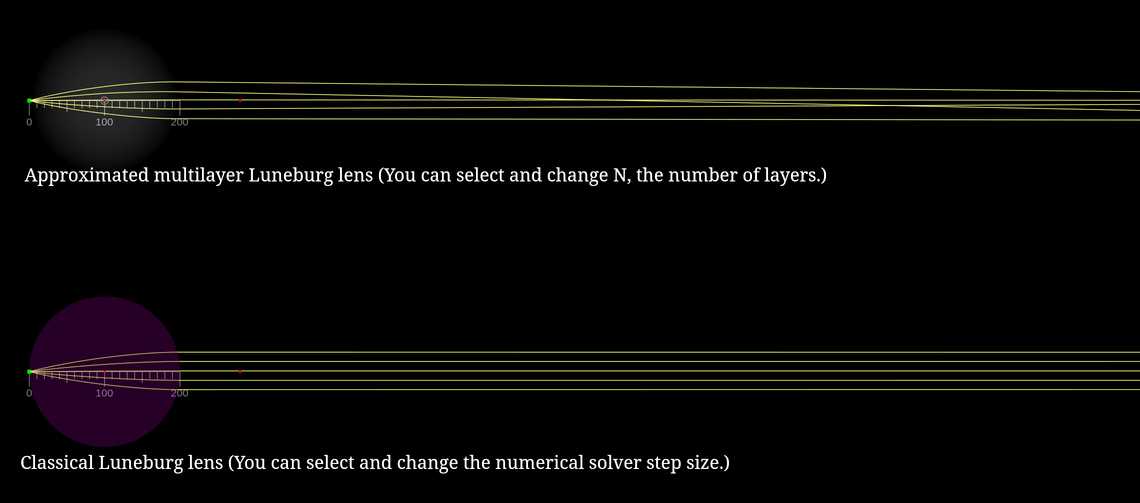 0 100 200
Approximated multilayer Luneburg lens (You can select and change N, the number of layers.)
0 100 200
Classical Luneburg lens (You can select and change the numerical solver step size.)